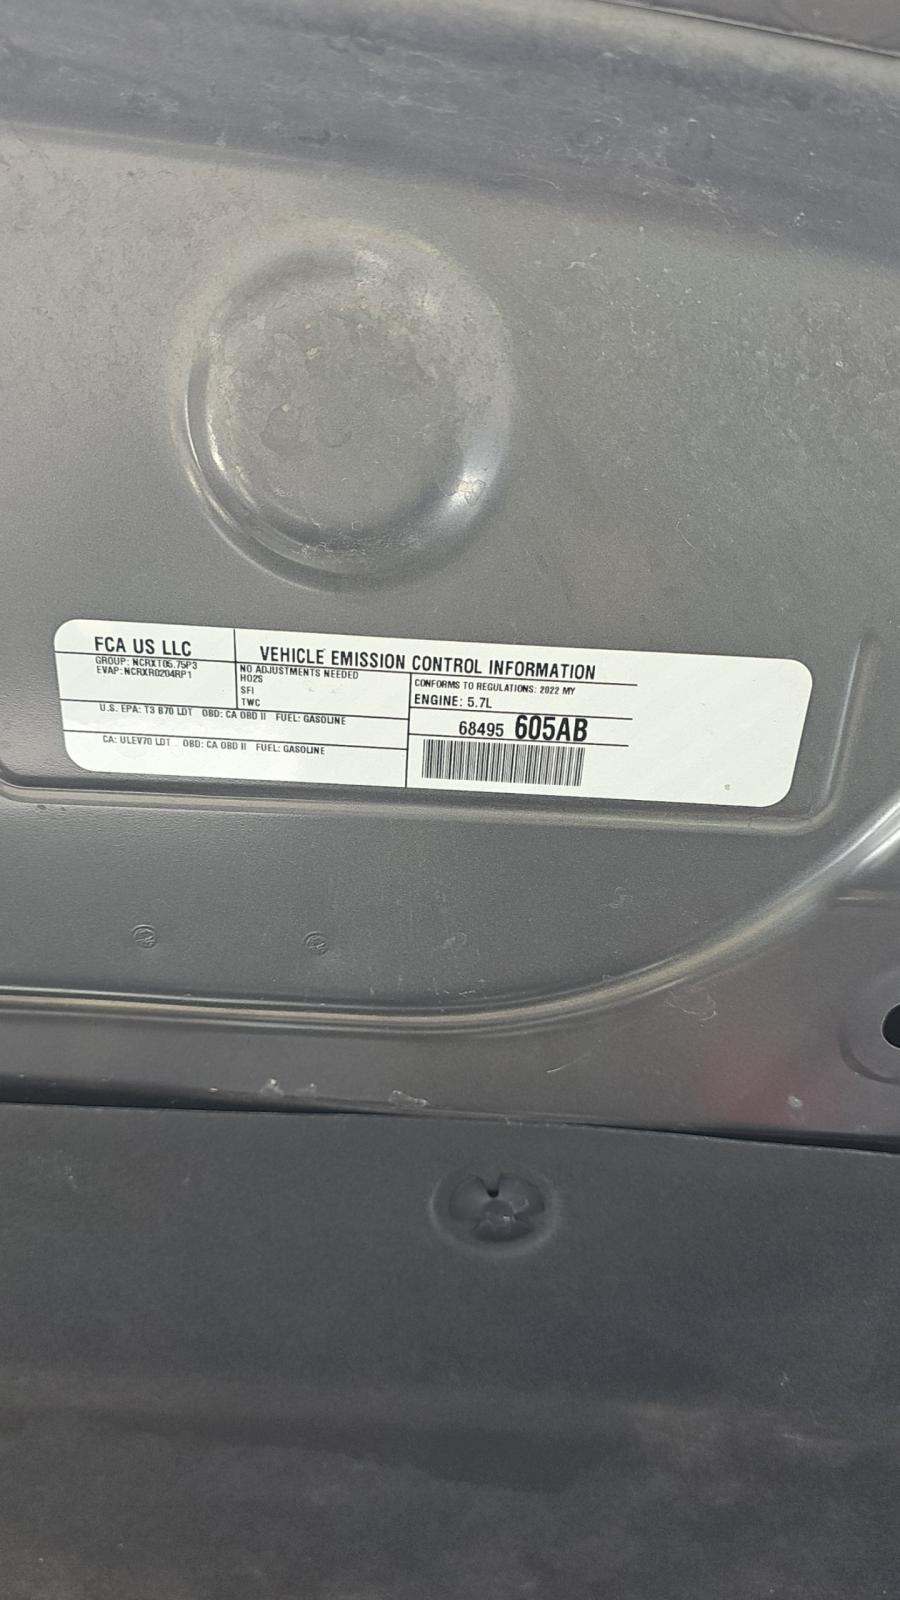 FCA US LLC
VEHICLE EMISSION CONTROL INFORMATION
GROUP: NCRXT05.75P3
EVAP: NCRXR0204RP1
NO ADJUSTMENTS NEEDED
HO2S
SFI
TWC
CONFORMS TO REGULATIONS: 2022 MY
ENGINE: 5.7L
U.S. EPA: T3 B70 LDT OBD: CA OBD II FUEL: GASOLINE
CA: ULEV70 LDT OBD: CA OBD II FUEL: GASOLINE
68495 605AB